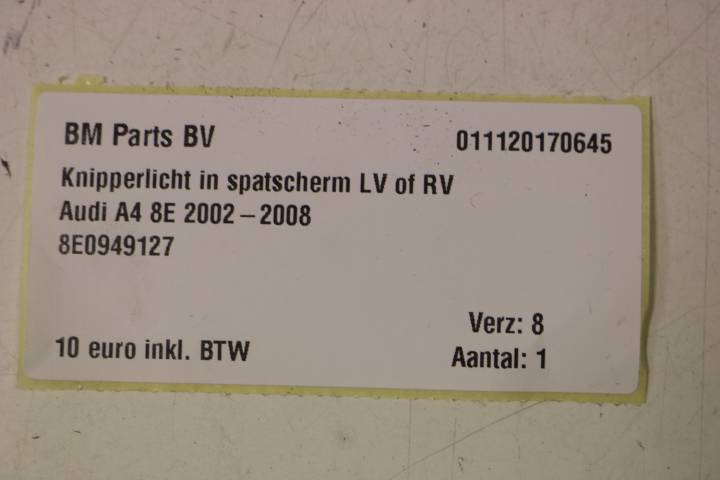 BM Parts BV 011120170645
Knipperlicht in spatscherm LV of RV
Audi A4 8E 2002–2008
8E0949127
Verz: 8
10 euro inkl. BTW Aantal: 1